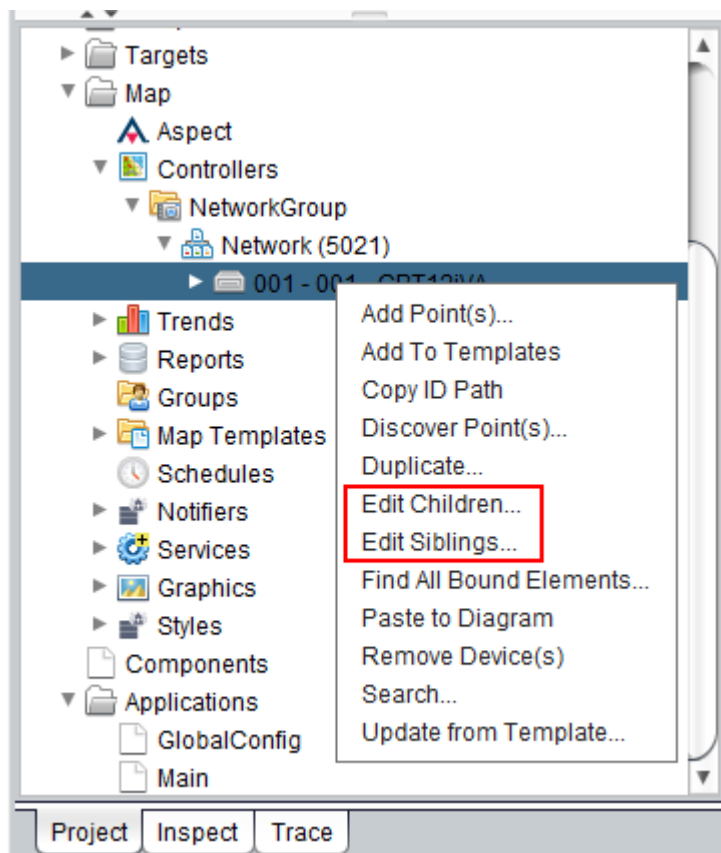 Targets
Map
Aspect
Controllers
NetworkGroup
Network (5021)
001 - 001 - CBT12iVA
Add Point(s)...
Trends
Add To Templates
Reports
Copy ID Path
Groups
Discover Point(s)...
Map Templates
Duplicate...
Schedules
Edit Children...
Notifiers
Edit Siblings...
Services
Find All Bound Elements...
Graphics
Paste to Diagram
Styles
Remove Device(s)
Components
Search...
Applications
Update from Template...
GlobalConfig
Main
Project Inspect Trace